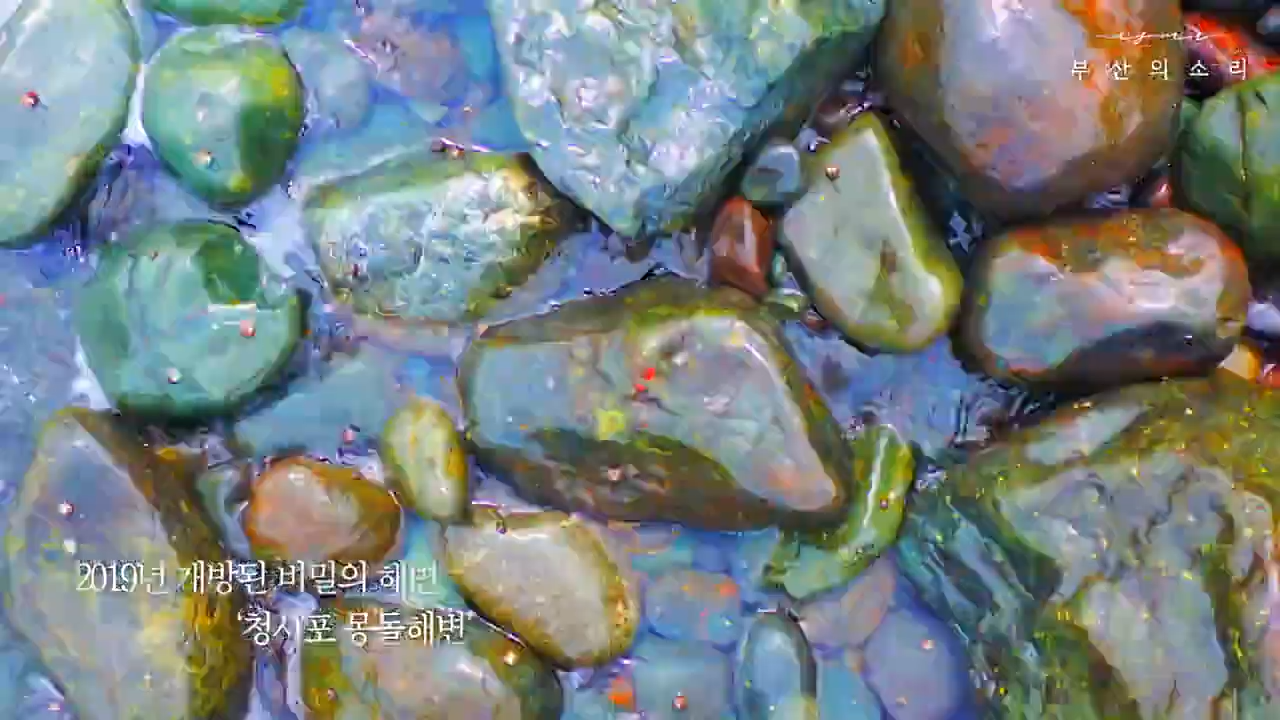 부산의소리
2019년 개방된 비밀의 해변
'청사포 몽돌해변'